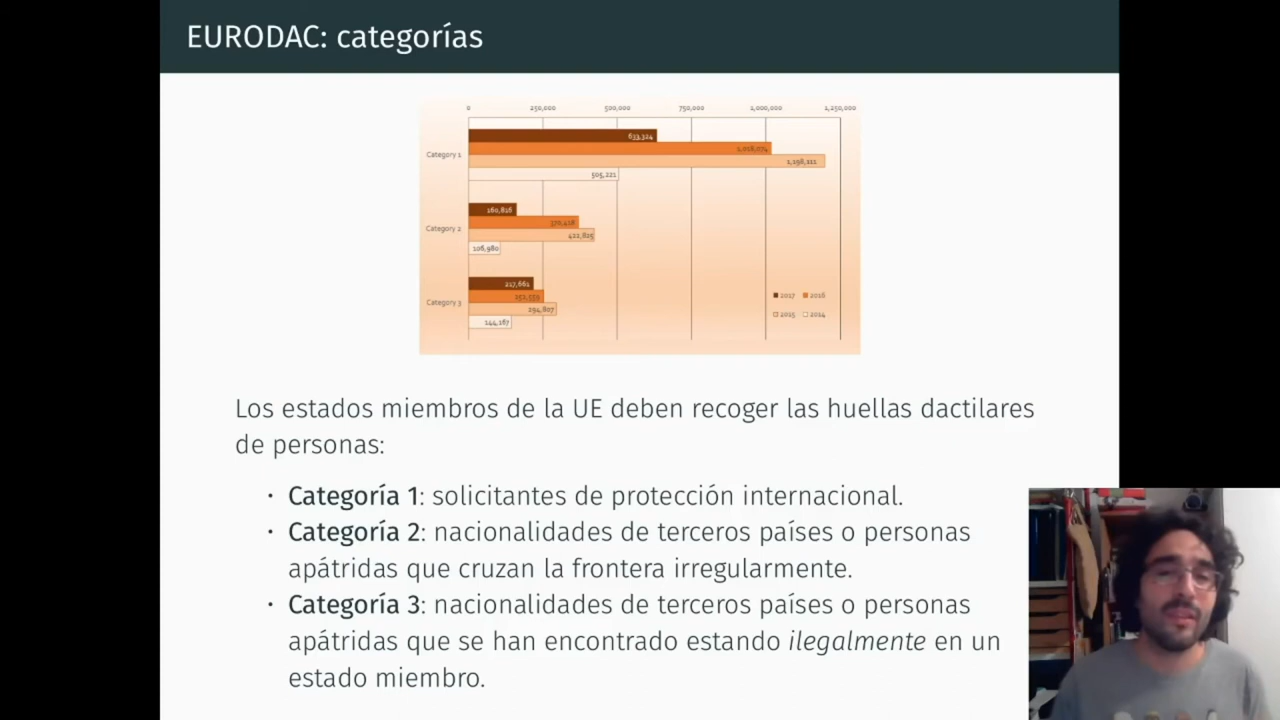 EURODAC: categorías
0 250,000 500,000 750,000 1,000,000 1,250,000
633,324
Category 1
1,018,074
1,198,111
505,221
160,816
Category 2
370,418
421,825
106,980
217,661
Category 3
252,559
294,807
144,167
2017 2016
2015 2014
Los estados miembros de la UE deben recoger las huellas dactilares
de personas:
· Categoría 1: solicitantes de protección internacional.
· Categoría 2: nacionalidades de terceros países o personas
apátridas que cruzan la frontera irregularmente.
· Categoría 3: nacionalidades de terceros países o personas
apátridas que se han encontrado estando ilegalmente en un
estado miembro.